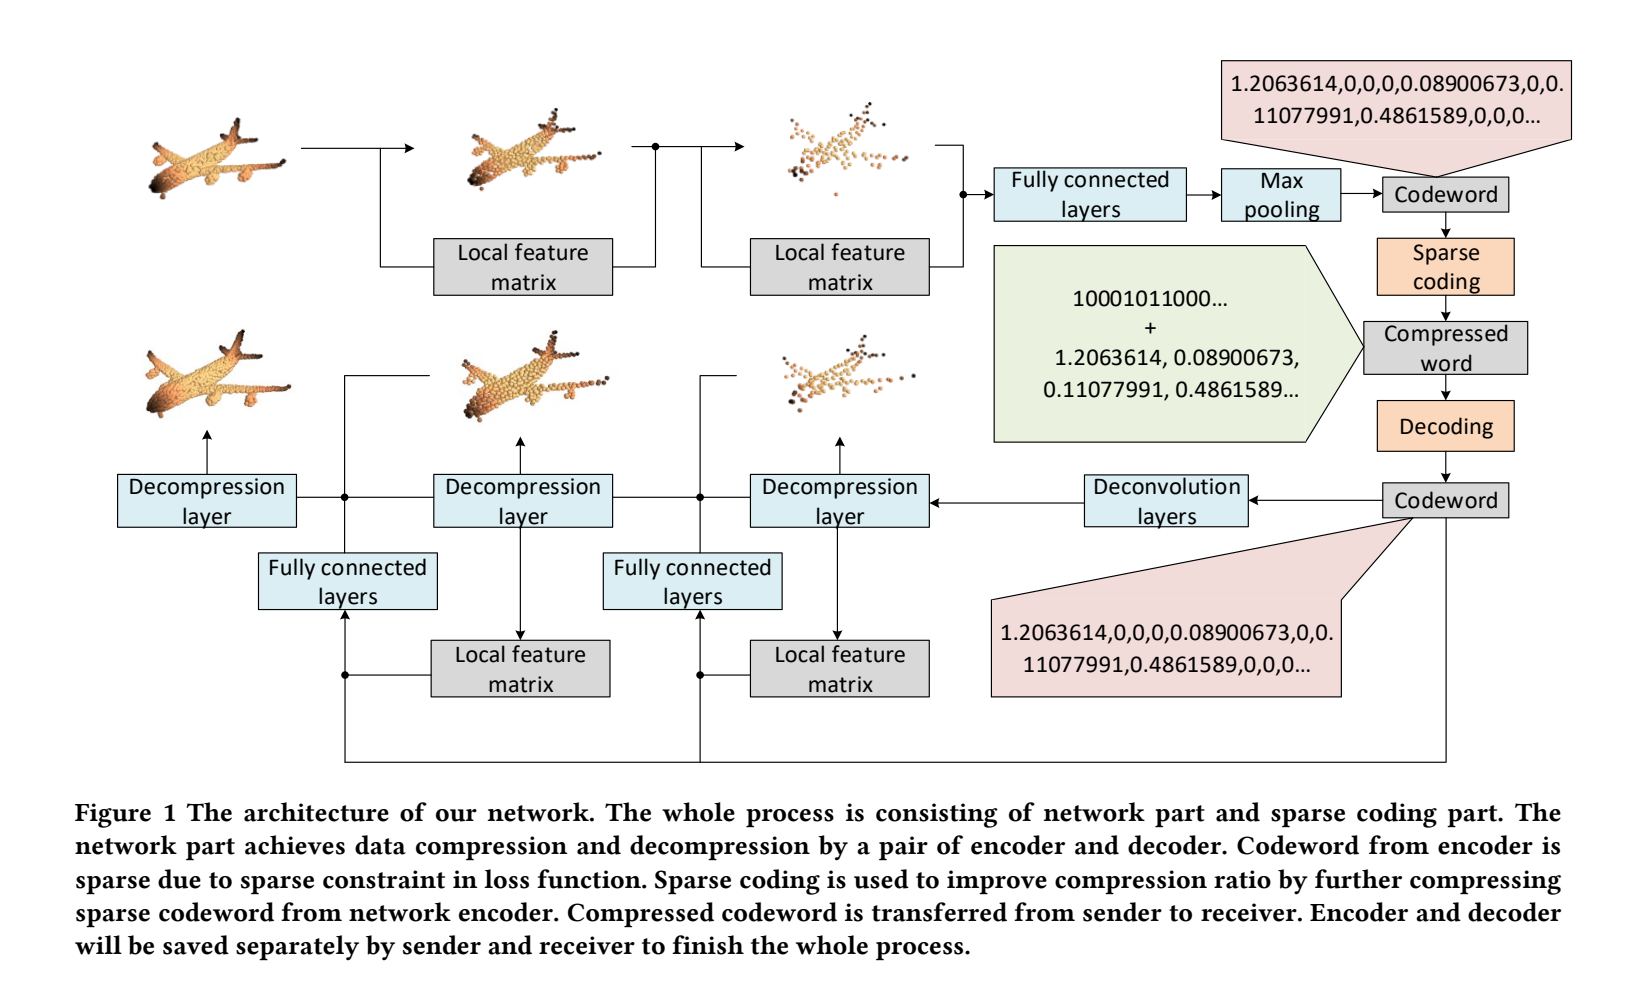 1.2063614,0,0,0,0.08900673,0,0.
11077991,0.4861589,0,0,0...
Fully connected
layers
Max
pooling
Codeword
Local feature
matrix
Local feature
matrix
Sparse
coding
10001011000...
+
1.2063614, 0.08900673,
0.11077991, 0.4861589...
Compressed
word
Decoding
Decompression
layer
Decompression
layer
Decompression
layer
Deconvolution
layers
Codeword
Fully connected
layers
Fully connected
layers
Local feature
matrix
Local feature
matrix
1.2063614,0,0,0,0.08900673,0,0.
11077991,0.4861589,0,0,0...
Figure 1 The architecture of our network. The whole process is consisting of network part and sparse coding part. The
network part achieves data compression and decompression by a pair of encoder and decoder. Codeword from encoder is
sparse due to sparse constraint in loss function. Sparse coding is used to improve compression ratio by further compressing
sparse codeword from network encoder. Compressed codeword is transferred from sender to receiver. Encoder and decoder
will be saved separately by sender and receiver to finish the whole process.